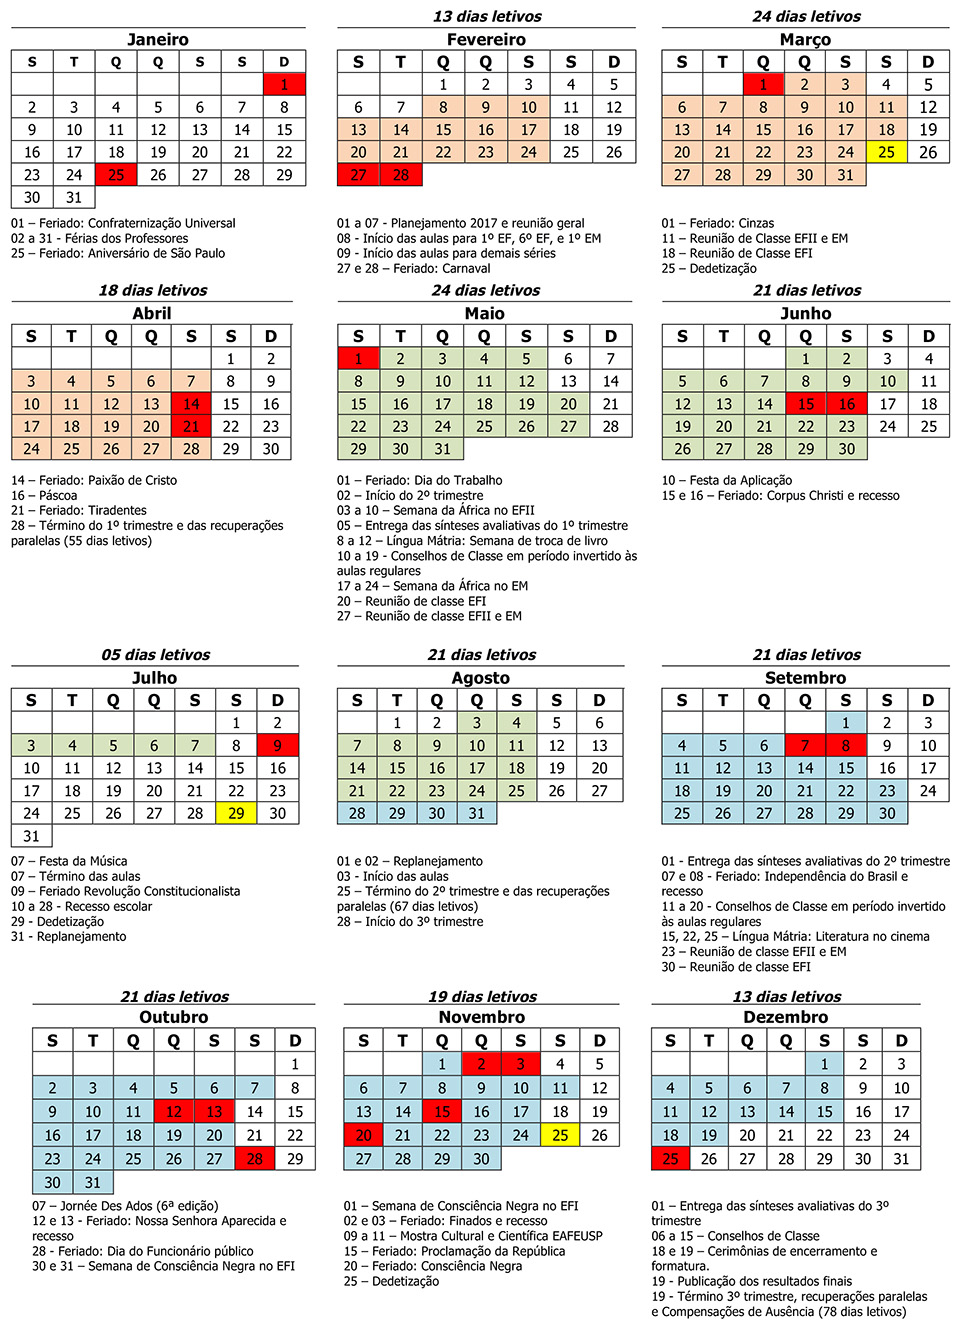 13 dias letivos
24 dias letivos
Janeiro
Fevereiro
Março
S T Q Q S S D
S T Q Q S S D
S T Q Q S S D
1
1 2 3 4 5
1 2 3 4 5
2 3 4 5 6 7 8
6 7 8 9 10 11 12
6 7 8 9 10 11 12
9 10 11 12 13 14 15
13 14 15 16 17 18 19
13 14 15 16 17 18 19
16 17 18 19 20 21 22
20 21 22 23 24 25 26
20 21 22 23 24 25 26
23 24 25 26 27 28 29
27 28
27 28 29 30 31
30 31
01 – Feriado: Confraternização Universal
02 a 31 - Férias dos Professores
25 – Feriado: Aniversário de São Paulo
01 a 07 - Planejamento 2017 e reunião geral
08 - Início das aulas para 1º EF, 6º EF, e 1º EM
09 - Início das aulas para demais séries
27 e 28 – Feriado: Carnaval
01 – Feriado: Cinzas
11 – Reunião de Classe EFII e EM
18 – Reunião de Classe EFI
25 – Dedetização
18 dias letivos
24 dias letivos
21 dias letivos
Abril
Maio
Junho
S T Q Q S S D
S T Q Q S S D
S T Q Q S S D
1 2
1 2 3 4 5 6 7
1 2 3 4
3 4 5 6 7 8 9
8 9 10 11 12 13 14
5 6 7 8 9 10 11
10 11 12 13 14 15 16
15 16 17 18 19 20 21
12 13 14 15 16 17 18
17 18 19 20 21 22 23
22 23 24 25 26 27 28
19 20 21 22 23 24 25
24 25 26 27 28 29 30
29 30 31
26 27 28 29 30
14 – Feriado: Paixão de Cristo
16 – Páscoa
21 – Feriado: Tiradentes
28 – Término do 1º trimestre e das recuperações
paralelas (55 dias letivos)
01 – Feriado: Dia do Trabalho
02 – Início do 2º trimestre
03 a 10 – Semana da África no EFII
05 – Entrega das sínteses avaliativas do 1º trimestre
8 a 12 – Língua Mátria: Semana de troca de livro
10 a 19 - Conselhos de Classe em período invertido às
aulas regulares
17 a 24 – Semana da África no EM
20 – Reunião de classe EFI
27 – Reunião de classe EFII e EM
10 – Festa da Aplicação
15 e 16 – Feriado: Corpus Christi e recesso
05 dias letivos
21 dias letivos
21 dias letivos
Julho
Agosto
Setembro
S T Q Q S S D
S T Q Q S S D
S T Q Q S S D
1 2
1 2 3 4 5 6
1 2 3
3 4 5 6 7 8 9
7 8 9 10 11 12 13
4 5 6 7 8 9 10
10 11 12 13 14 15 16
14 15 16 17 18 19 20
11 12 13 14 15 16 17
17 18 19 20 21 22 23
21 22 23 24 25 26 27
18 19 20 21 22 23 24
24 25 26 27 28 29 30
28 29 30 31
25 26 27 28 29 30
31
07 – Festa da Música
07 – Término das aulas
09 – Feriado Revolução Constitucionalista
10 a 28 - Recesso escolar
29 - Dedetização
31 - Replanejamento
01 e 02 – Replanejamento
03 - Início das aulas
25 – Término do 2º trimestre e das recuperações
paralelas (67 dias letivos)
28 – Início do 3º trimestre
01 - Entrega das sínteses avaliativas do 2º trimestre
07 e 08 - Feriado: Independência do Brasil e
recesso
11 a 20 - Conselhos de Classe em período invertido
às aulas regulares
15, 22, 25 – Língua Mátria: Literatura no cinema
23 – Reunião de classe EFII e EM
30 – Reunião de classe EFI
21 dias letivos
19 dias letivos
13 dias letivos
Outubro
Novembro
Dezembro
S T Q Q S S D
S T Q Q S S D
S T Q Q S S D
1
1 2 3 4 5
1 2 3
2 3 4 5 6 7 8
6 7 8 9 10 11 12
4 5 6 7 8 9 10
9 10 11 12 13 14 15
13 14 15 16 17 18 19
11 12 13 14 15 16 17
16 17 18 19 20 21 22
20 21 22 23 24 25 26
18 19 20 21 22 23 24
23 24 25 26 27 28 29
27 28 29 30
25 26 27 28 29 30 31
30 31
07 – Jornée Des Ados (6ª edição)
12 e 13 - Feriado: Nossa Senhora Aparecida e
recesso
28 - Feriado: Dia do Funcionário público
30 e 31 – Semana de Consciência Negra no EFI
01 – Semana de Consciência Negra no EFI
02 e 03 – Feriado: Finados e recesso
09 a 11 – Mostra Cultural e Científica EAFEUSP
15 – Feriado: Proclamação da República
20 – Feriado: Consciência Negra
25 – Dedetização
01 – Entrega das sínteses avaliativas do 3º
trimestre
06 a 15 – Conselhos de Classe
18 e 19 – Cerimônias de encerramento e
formatura.
19 - Publicação dos resultados finais
19 - Término 3º trimestre, recuperações paralelas
e Compensações de Ausência (78 dias letivos)